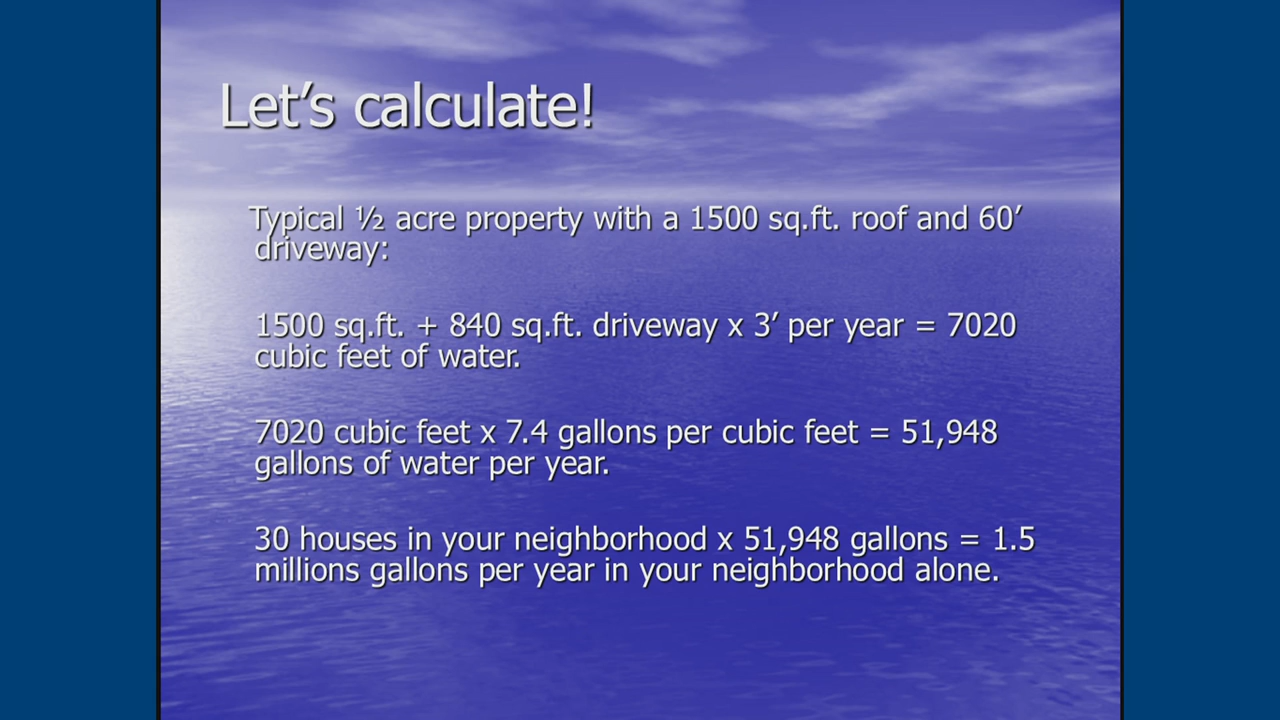 Let’s calculate!
Typical ½ acre property with a 1500 sq.ft. roof and 60’
driveway:
1500 sq.ft. + 840 sq.ft. driveway x 3’ per year = 7020
cubic feet of water.
7020 cubic feet x 7.4 gallons per cubic feet = 51,948
gallons of water per year.
30 houses in your neighborhood x 51,948 gallons = 1.5
millions gallons per year in your neighborhood alone.